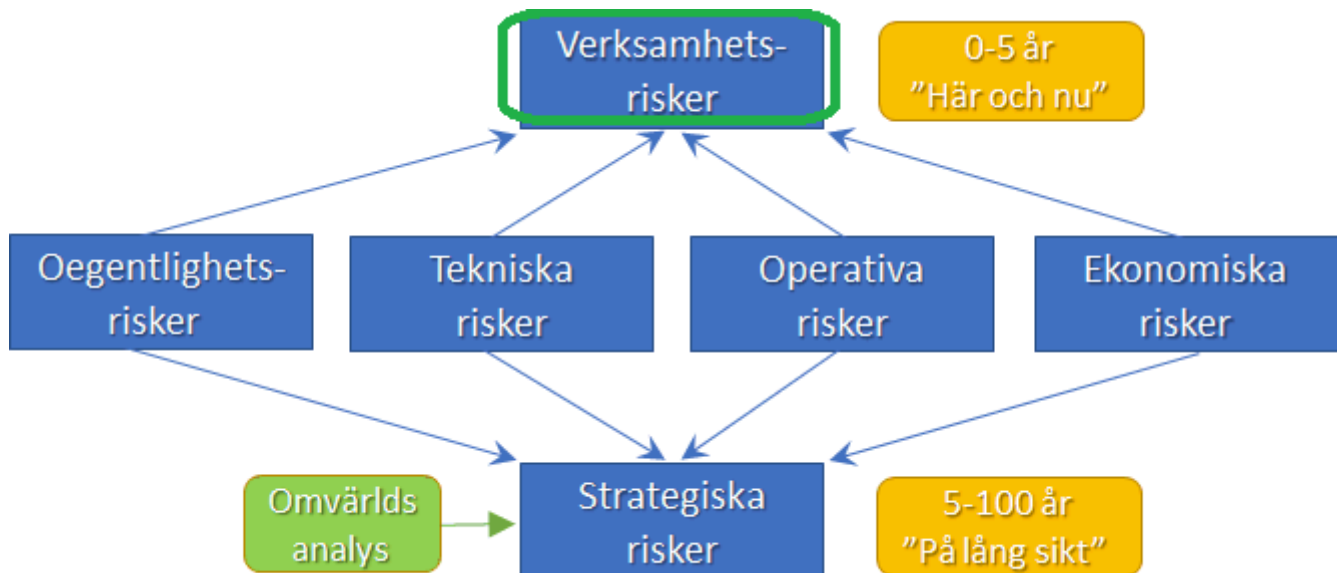 Verksamhets-
risker
0-5 år
”Här och nu”
Oegentlighets-
risker
Tekniska
risker
Operativa
risker
Ekonomiska
risker
Omvärlds
analys
Strategiska
risker
5-100 år
”På lång sikt”